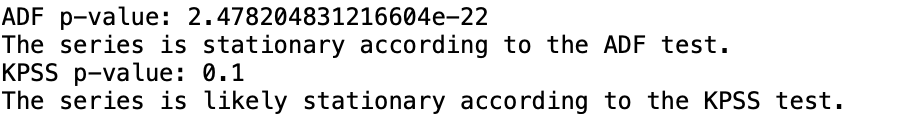 ADF p-value: 2.478204831216604e-22
The series is stationary according to the ADF test.
KPSS p-value: 0.1
The series is likely stationary according to the KPSS test.